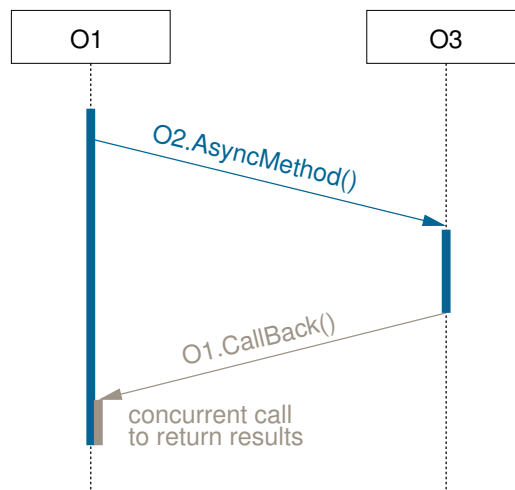 O1
O3
O2.AsyncMethod()
O1.CallBack()
concurrent call
to return results